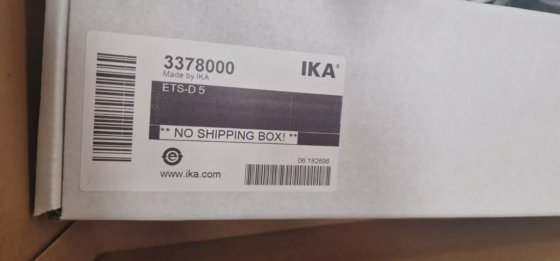 3378000
IKA®
Made by IKA
ETS-D 5
** NO SHIPPING BOX! **
www.ika.com
06.182696